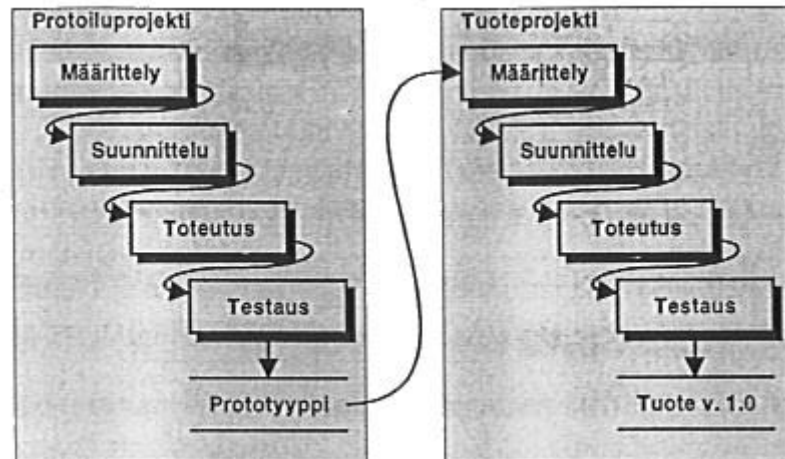 Protoiluprojekti
Määrittely
Suunnittelu
Toteutus
Testaus
Prototyyppi
Tuoteprojekti
Määrittely
Suunnittelu
Toteutus
Testaus
Tuote v. 1.0